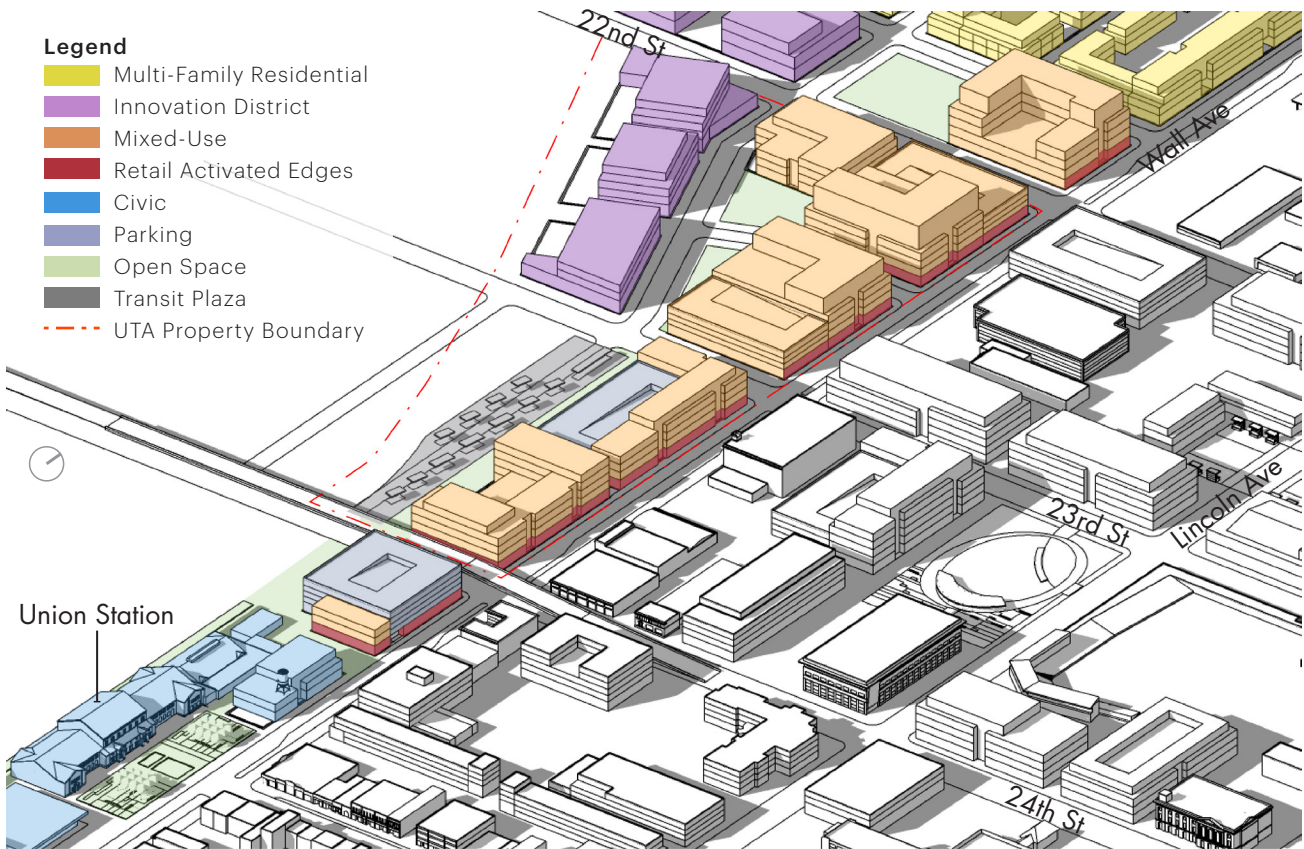 22nd St
Legend
Multi-Family Residential
Innovation District
Mixed-Use
Retail Activated Edges
Civic
Parking
Open Space
Transit Plaza
UTA Property Boundary
Wall Ave
23rd St
Lincoln Ave
Union Station
24th St